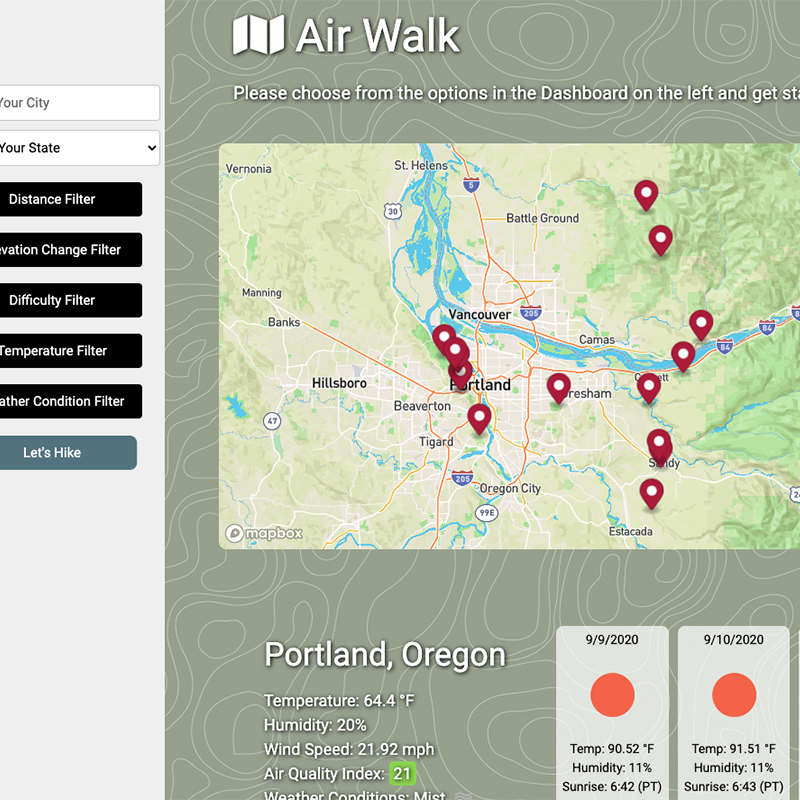 Air Walk
Please choose from the options in the Dashboard on the left and get
Your City
Your State
Distance Filter
Change Filter
Difficulty Filter
Temperature Filter
Condition Filter
Let's Hike
Vernonia
St. Helens
5
30
Battle Ground
Manning
Banks
Vancouver
205
Camas
84
84
Hillsboro
Portland
Beaverton
Gresham
47
Tigard
Sandy
205
Oregon City
99E
Estacada
mapbox
Portland, Oregon
Temperature: 64.4 °F
Humidity: 20%
Wind Speed: 21.92 mph
Air Quality Index: 21
Weather Conditions: Mist
9/9/2020
Temp: 90.52 °F
Humidity: 11%
Sunrise: 6:42 (PT)
9/10/2020
Temp: 91.51 °F
Humidity: 11%
Sunrise: 6:43 (PT)